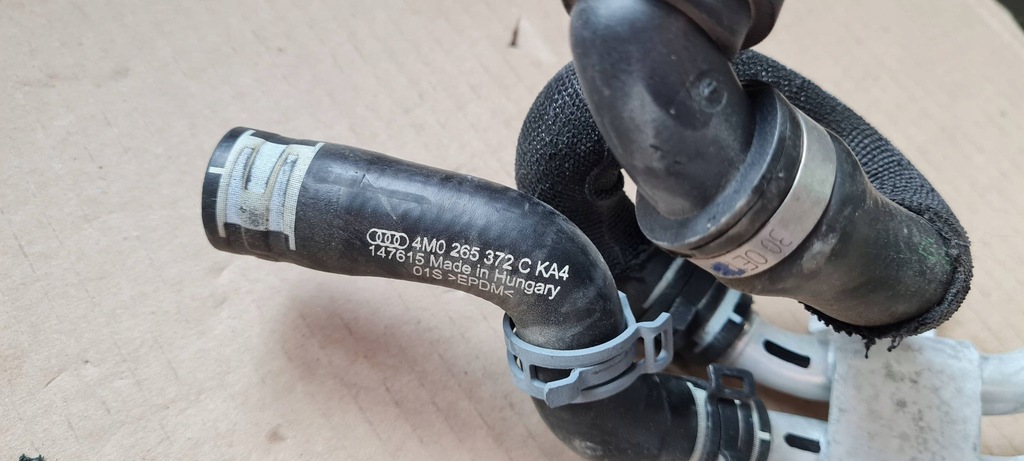 4M0 265 372 C KA4
147615 Made in Hungary
01S >EPDM<